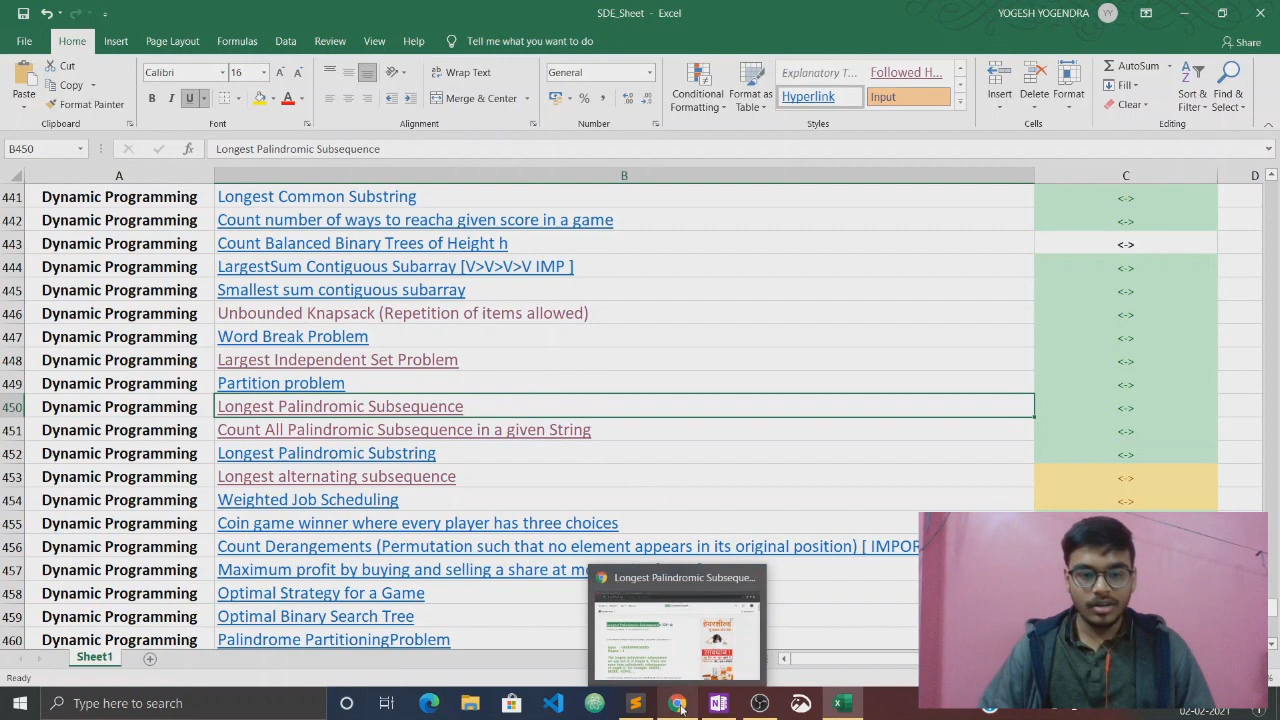 SDE_Sheet - Excel
YOGESH YOGENDRA YY
File Home Insert Page Layout Formulas Data Review View Help Tell me what you want to do Share
Cut
Copy
Format Painter
Paste
Clipboard
Calibri 16
B I U A
Font
Wrap Text
Merge & Center
Alignment
General
Number
Conditional Formatting
Format as Table
Explanatory T... Followed H...
Hyperlink Input
Styles
Insert Delete Format
Cells
AutoSum
Fill
Clear
Sort & Filter
Find & Select
Editing
B450 fx Longest Palindromic Subsequence
A B C D
441 Dynamic Programming Longest Common Substring <->
442 Dynamic Programming Count number of ways to reacha given score in a game <->
443 Dynamic Programming Count Balanced Binary Trees of Height h <->
444 Dynamic Programming LargestSum Contiguous Subarray [V>V>V>V IMP ] <->
445 Dynamic Programming Smallest sum contiguous subarray <->
446 Dynamic Programming Unbounded Knapsack (Repetition of items allowed) <->
447 Dynamic Programming Word Break Problem <->
448 Dynamic Programming Largest Independent Set Problem <->
449 Dynamic Programming Partition problem <->
450 Dynamic Programming Longest Palindromic Subsequence <->
451 Dynamic Programming Count All Palindromic Subsequence in a given String <->
452 Dynamic Programming Longest Palindromic Substring <->
453 Dynamic Programming Longest alternating subsequence <->
454 Dynamic Programming Weighted Job Scheduling <->
455 Dynamic Programming Coin game winner where every player has three choices
456 Dynamic Programming Count Derangements (Permutation such that no element appears in its original position) [ IMPOR
457 Dynamic Programming Maximum profit by buying and selling a share at m
458 Dynamic Programming Optimal Strategy for a Game
459 Dynamic Programming Optimal Binary Search Tree
460 Dynamic Programming Palindrome PartitioningProblem
Longest Palindromic Subseque...
Sheet1
Ready
Type here to search
02-02-2021